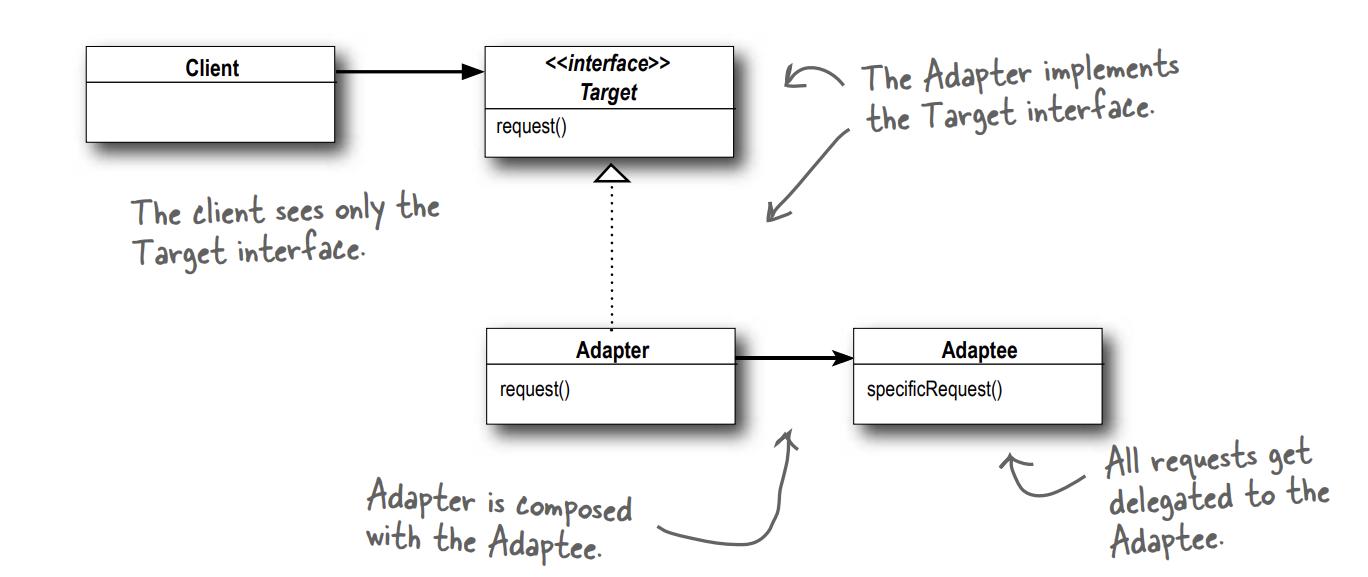 Client
<<interface>>
Target
request()
The Adapter implements
the Target interface.
The client sees only the
Target interface.
Adapter
request()
Adaptee
specificRequest()
Adapter is composed
with the Adaptee.
All requests get
delegated to the
Adaptee.